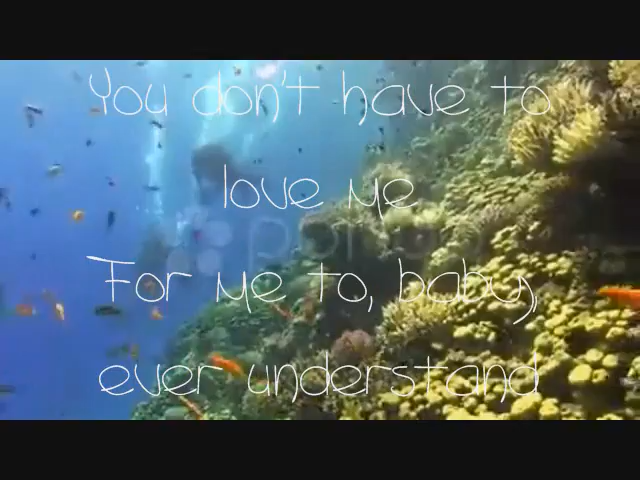 You don't have to
love me
For me to, baby,
ever understand